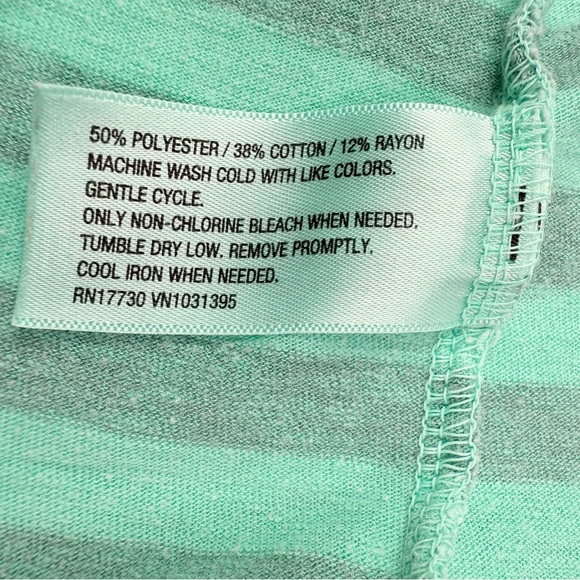 50% POLYESTER / 38% COTTON / 12% RAYON
MACHINE WASH COLD WITH LIKE COLORS.
GENTLE CYCLE.
ONLY NON-CHLORINE BLEACH WHEN NEEDED.
TUMBLE DRY LOW. REMOVE PROMPTLY.
COOL IRON WHEN NEEDED.
RN17730 VN1031395